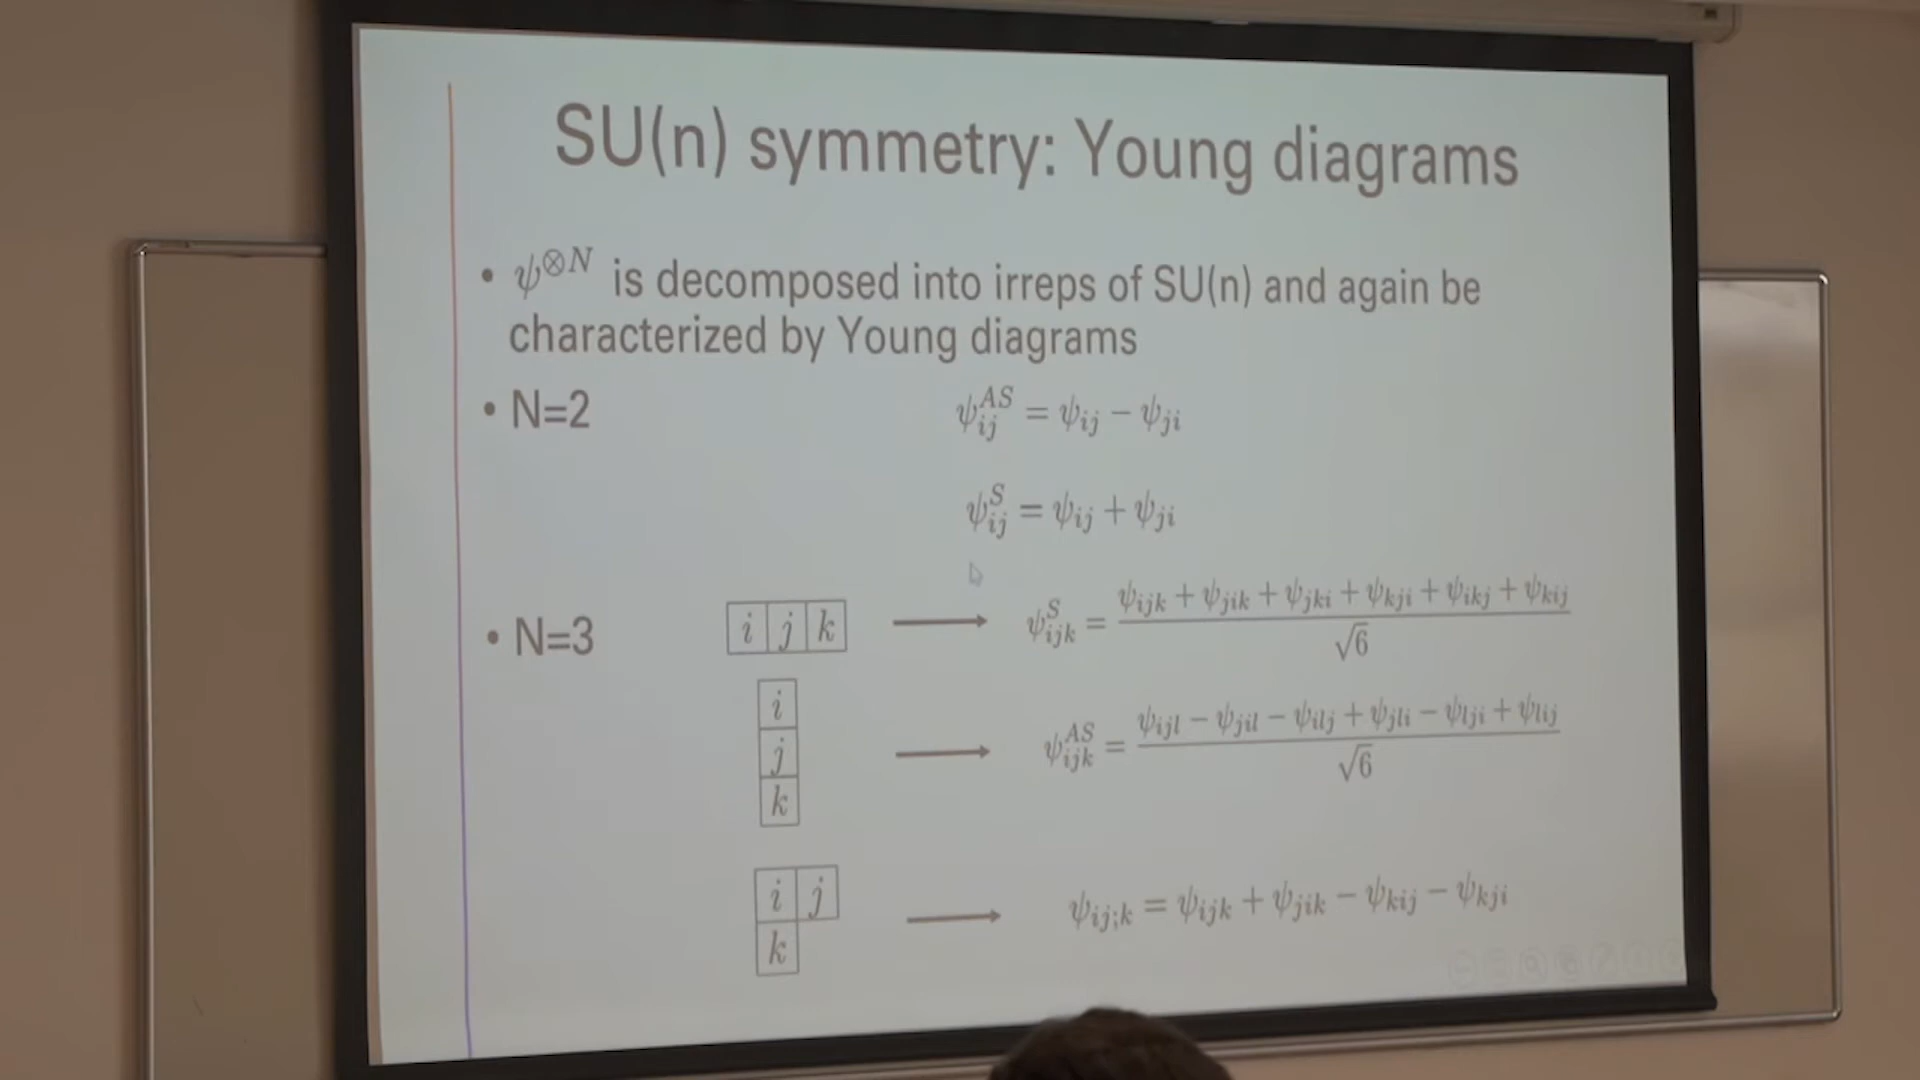 SU(n) symmetry: Young diagrams
• ψ^{⊗N} is decomposed into irreps of SU(n) and again be
characterized by Young diagrams
• N=2
ψ^{AS}_{ij} = ψ_{ij} − ψ_{ji}
ψ^{S}_{ij} = ψ_{ij} + ψ_{ji}
• N=3
i j k → ψ^{S}_{ijk} = (ψ_{ijk} + ψ_{jik} + ψ_{jki} + ψ_{kji} + ψ_{ikj} + ψ_{kij}) / √6
i
j
k
→ ψ^{AS}_{ijk} = (ψ_{ijl} − ψ_{jil} − ψ_{ilj} + ψ_{jli} − ψ_{lji} + ψ_{lij}) / √6
i j
k
→ ψ_{ij;k} = ψ_{ijk} + ψ_{jik} − ψ_{kij} − ψ_{kji}